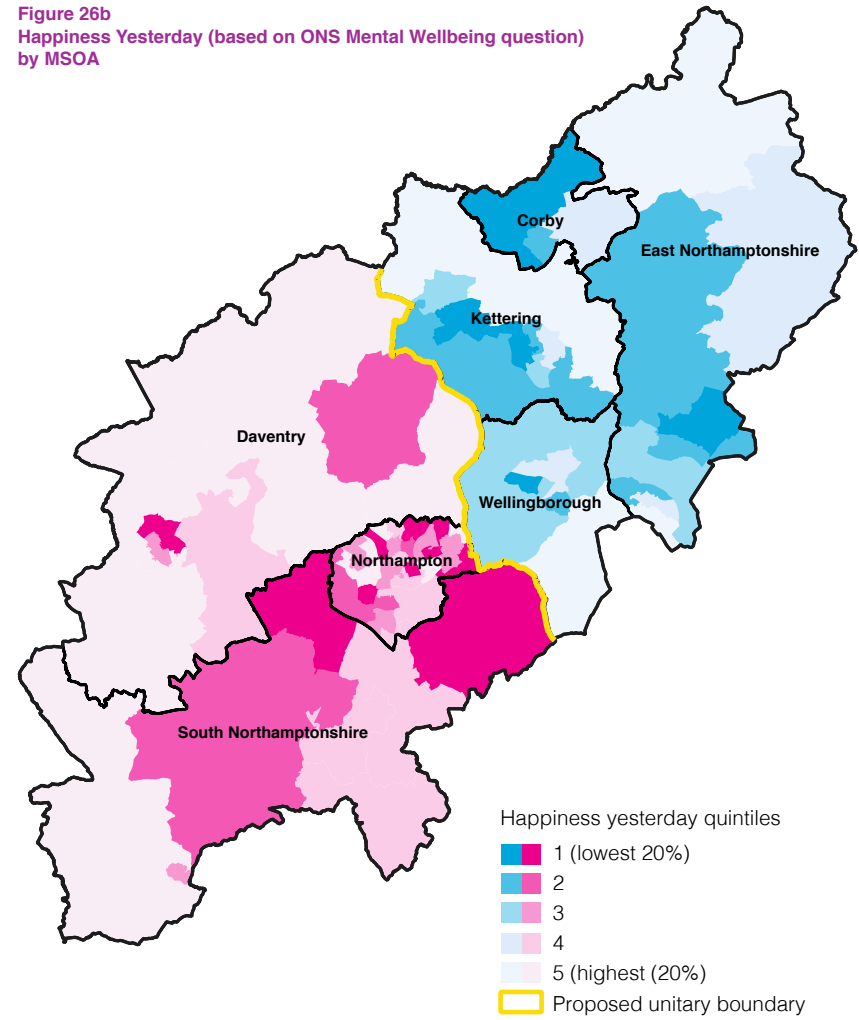 Figure 26b
Happiness Yesterday (based on ONS Mental Wellbeing question)
by MSOA
Corby
East Northamptonshire
Kettering
Daventry
Wellingborough
Northampton
South Northamptonshire
Happiness yesterday quintiles
1 (lowest 20%)
2
3
4
5 (highest (20%)
Proposed unitary boundary